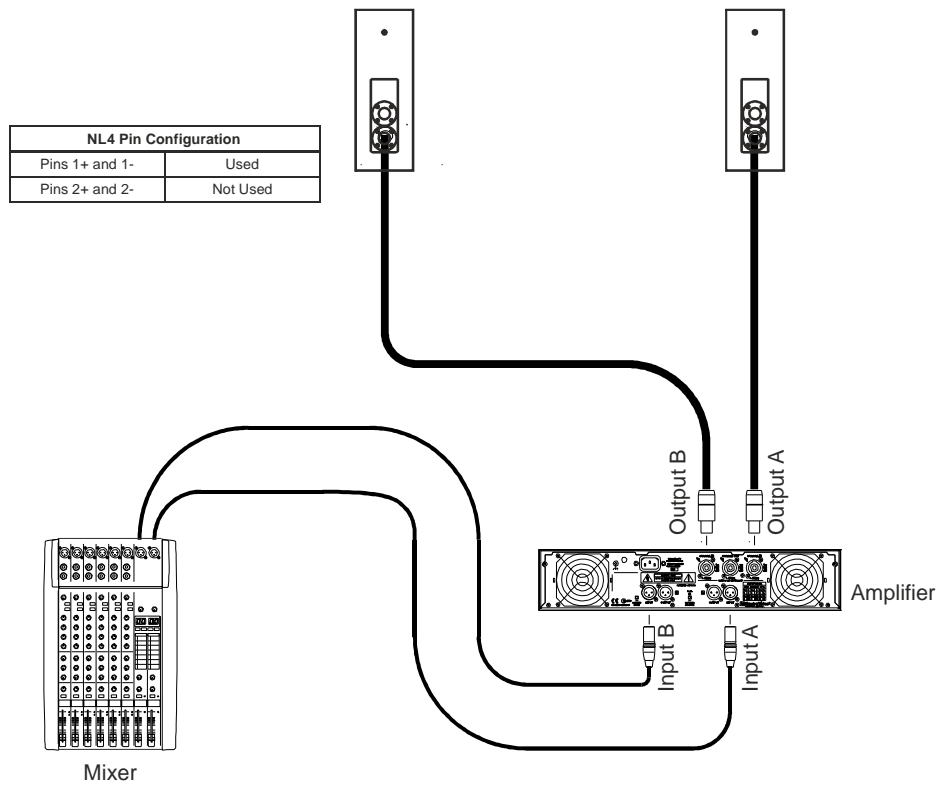 NL4 Pin Configuration
Pins 1+ and 1- Used
Pins 2+ and 2- Not Used
Output B
Output A
Amplifier
Input B
Input A
Mixer